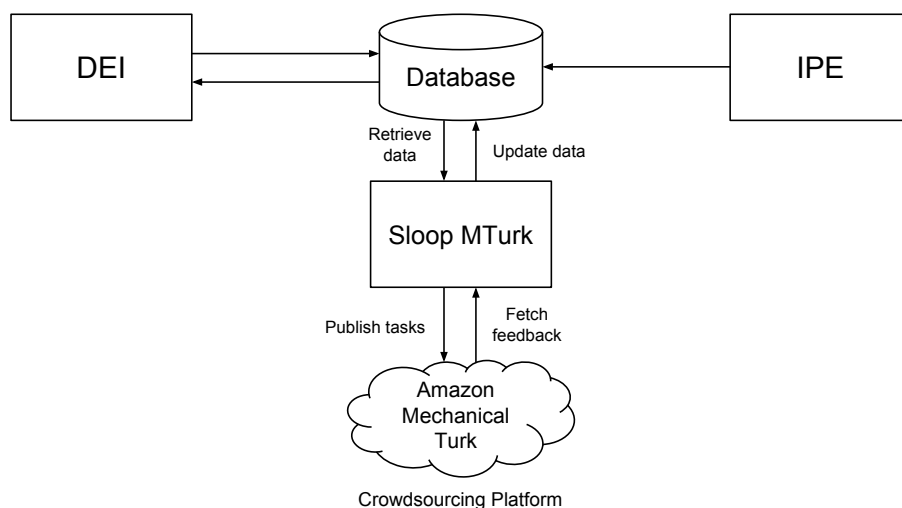 DEI
Database
IPE
Retrieve
data
Update data
Sloop MTurk
Publish tasks
Fetch
feedback
Amazon
Mechanical
Turk
Crowdsourcing Platform